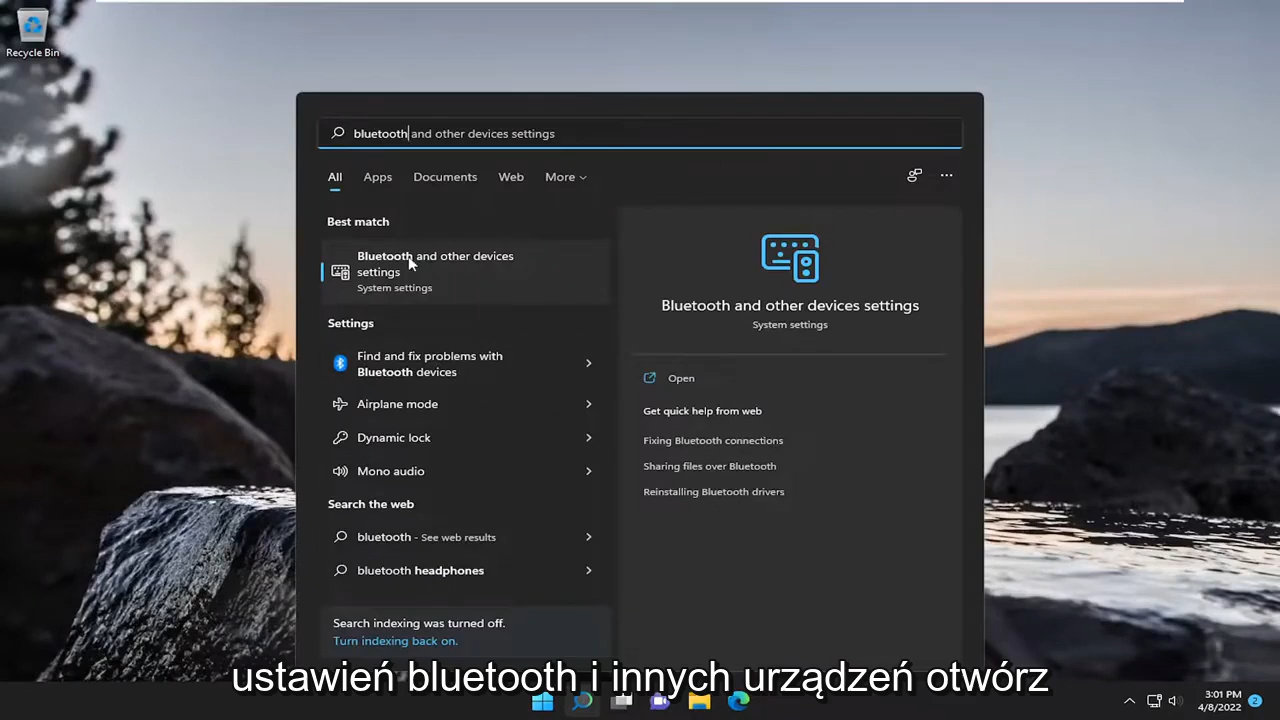 Recycle Bin
bluetooth and other devices settings
All Apps Documents Web More
Best match
Bluetooth and other devices
settings
System settings
Settings
Find and fix problems with
Bluetooth devices
Airplane mode
Dynamic lock
Mono audio
Search the web
bluetooth - See web results
bluetooth headphones
Search indexing was turned off.
Turn indexing back on.
Bluetooth and other devices settings
System settings
Open
Get quick help from web
Fixing Bluetooth connections
Sharing files over Bluetooth
Reinstalling Bluetooth drivers
ustawień bluetooth i innych urządzeń otwórz
3:01 PM
4/8/2022
2